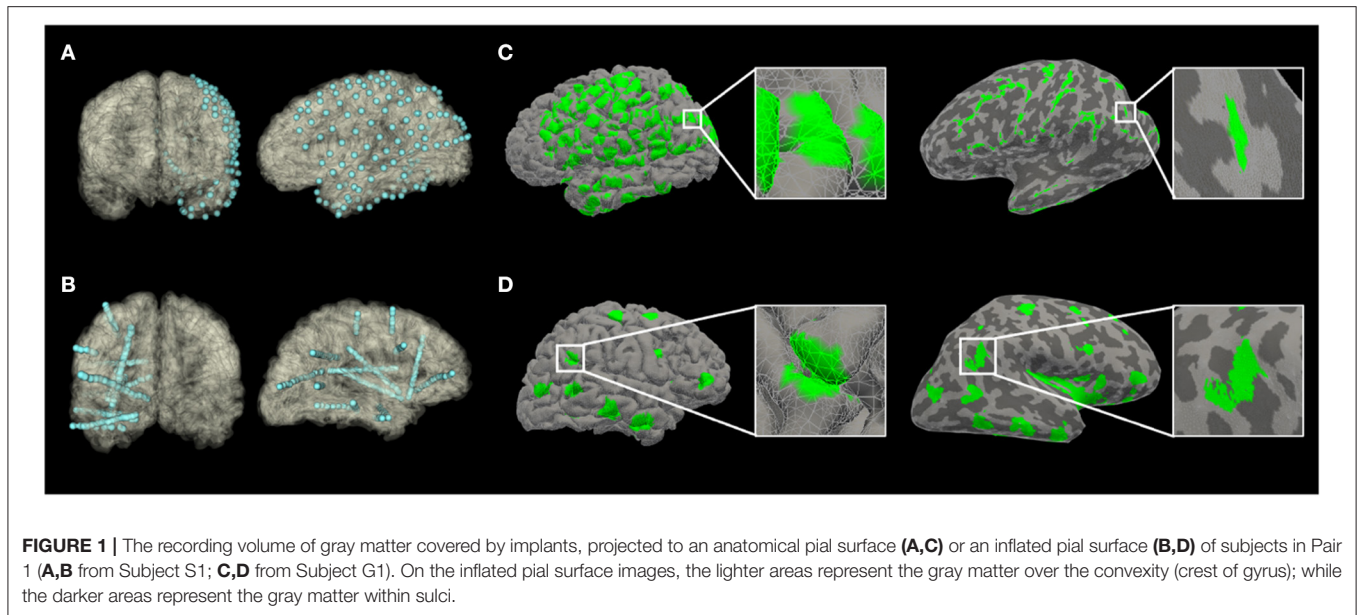 A
C
B
D
FIGURE 1 | The recording volume of gray matter covered by implants, projected to an anatomical pial surface (A,C) or an inflated pial surface (B,D) of subjects in Pair
1 (A,B from Subject S1; C,D from Subject G1). On the inflated pial surface images, the lighter areas represent the gray matter over the convexity (crest of gyrus); while
the darker areas represent the gray matter within sulci.